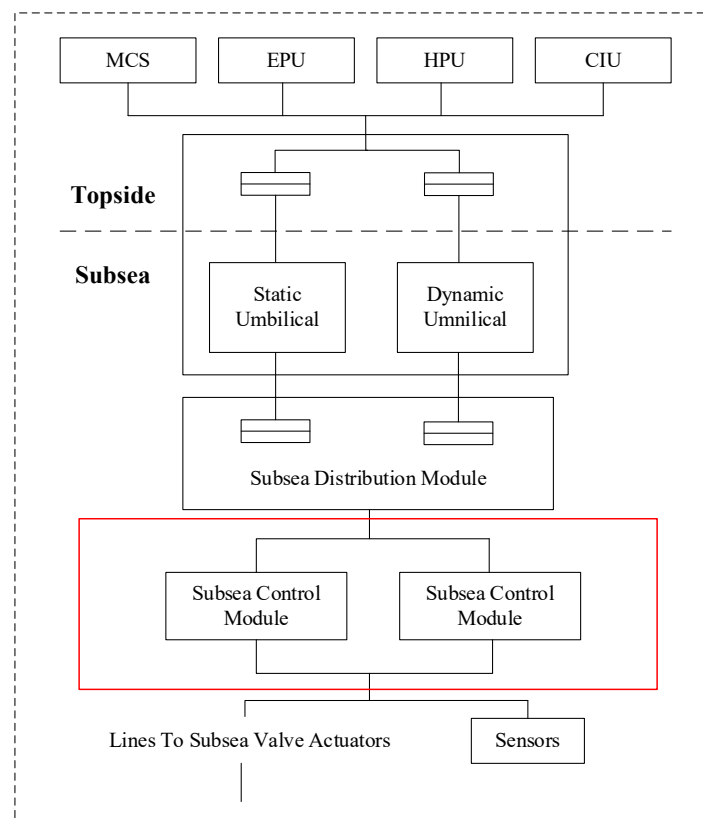 MCS
EPU
HPU
CIU
Topside
Subsea
Static
Umbilical
Dynamic
Umnilical
Subsea Distribution Module
Subsea Control
Module
Subsea Control
Module
Lines To Subsea Valve Actuators
Sensors